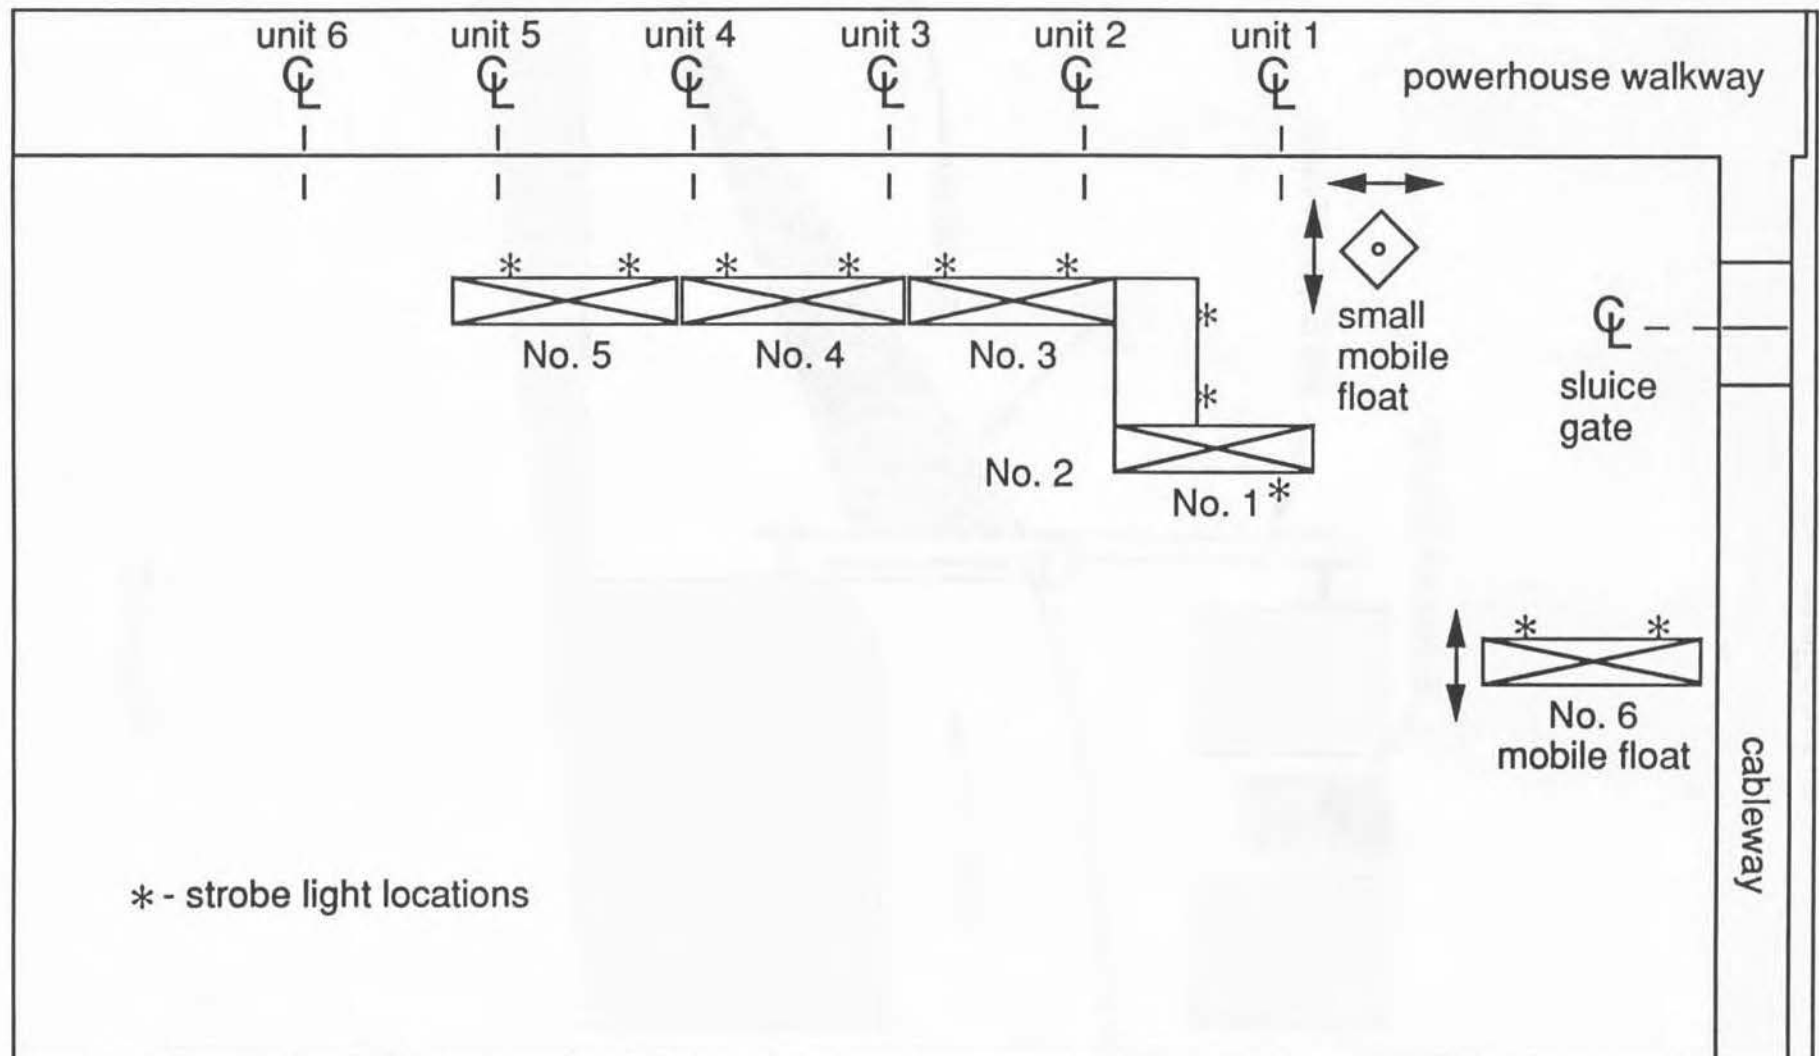 unit 6 unit 5 unit 4 unit 3 unit 2 unit 1
℄ ℄ ℄ ℄ ℄ ℄
powerhouse walkway
* * * * * *
No. 5 No. 4 No. 3
*
*
small
mobile
float
℄
sluice
gate
No. 2
No. 1 *
* *
No. 6
mobile float
cableway
* - strobe light locations